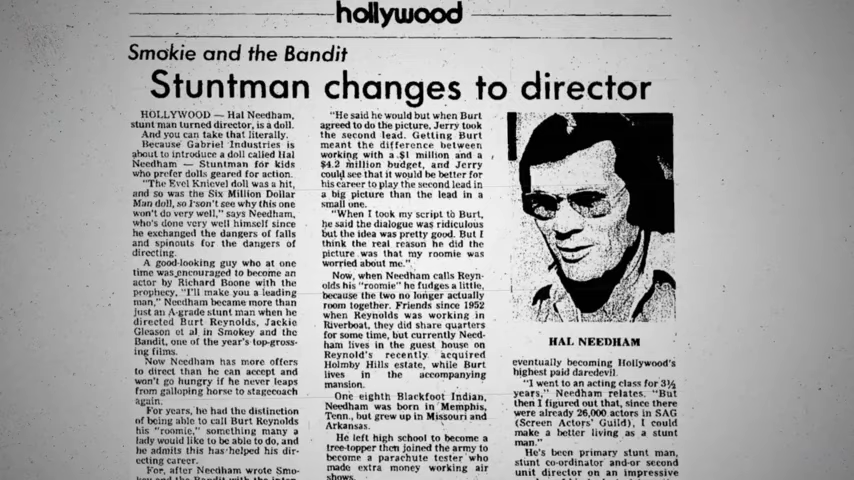 hollywood
Smokie and the Bandit
Stuntman changes to director
HOLLYWOOD — Hal Needham,
stunt man turned director, is a doll.
And you can take that literally.
Because Gabriel Industries is
about to introduce a doll called Hal
Needham — Stuntman for kids
who prefer dolls geared for action.
"The Evel Knievel doll was a hit,
and so was the Six Million Dollar
Man doll, so I son't see why this one
won't do very well," says Needham,
who's done very well himself since
he exchanged the dangers of falls
and spinouts for the dangers of
directing.
A good-looking guy who at one
time was encouraged to become an
actor by Richard Boone with the
prophecy, "I'll make you a leading
man," Needham became more than
just an A-grade stunt man when he
directed Burt Reynolds, Jackie
Gleason et al in Smokey and the
Bandit, one of the year's top-gross-
ing films.
Now Needham has more offers
to direct than he can accept and
won't go hungry if he never leaps
from galloping horse to stagecoach
again.
For years, he had the distinction
of being able to call Burt Reynolds
his "roomie," something many a
lady would like to be able to do, and
he admits this has helped his dir-
ecting career.
For, after Needham wrote Smo-
key and the Bandit with the
"He said he would but when Burt
agreed to do the picture, Jerry took
the second lead. Getting Burt
meant the difference between
working with a $1 million and a
$4.2 million budget, and Jerry
could see that it would be better for
his career to play the second lead in
a big picture than the lead in a
small one.
"When I took my script to Burt,
he said the dialogue was ridiculous
but the idea was pretty good. But I
think the real reason he did the
picture was that my roomie was
worried about me."
Now, when Needham calls Reyn-
olds his "roomie" he fudges a little,
because the two no longer actually
room together. Friends since 1952
when Reynolds was working in
Riverboat, they did share quarters
for some time, but currently Need-
ham lives in the guest house on
Reynold's recently acquired
Holmby Hills estate, while Burt
lives in the accompanying
mansion.
One eighth Blackfoot Indian,
Needham was born in Memphis,
Tenn., but grew up in Missouri and
Arkansas.
He left high school to become a
tree-topper then joined the army to
become a parachute tester who
made extra money working air
shows.
HAL NEEDHAM
eventually becoming Hollywood's
highest paid daredevil.
"I went to an acting class for 3½
years," Needham relates. "But
then I figured out that, since there
were already 26,000 actors in SAG
(Screen Actors' Guild), I could
make a better living as a stunt
man."
He's been primary stunt man,
stunt co-ordinator and-or second
unit director on an impressive